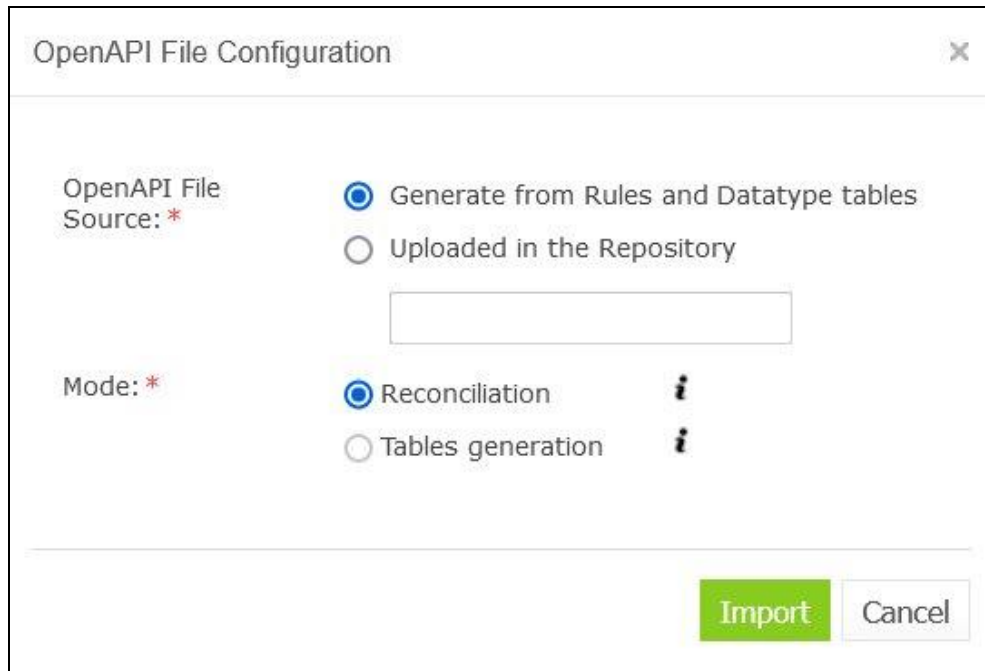 OpenAPI File Configuration
×
OpenAPI File
Source: *
Generate from Rules and Datatype tables
Uploaded in the Repository
Mode: *
Reconciliation i
Tables generation i
Import Cancel